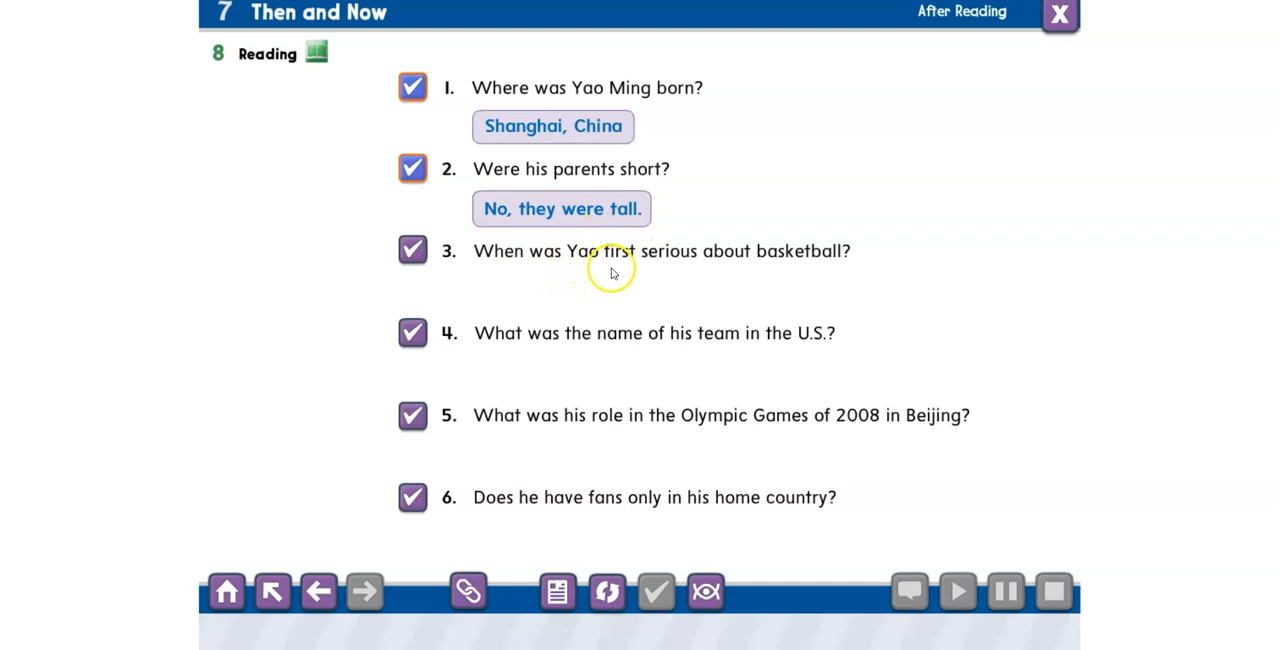 7 Then and Now
After Reading
X
8 Reading
1. Where was Yao Ming born?
Shanghai, China
2. Were his parents short?
No, they were tall.
3. When was Yao first serious about basketball?
4. What was the name of his team in the U.S.?
5. What was his role in the Olympic Games of 2008 in Beijing?
6. Does he have fans only in his home country?